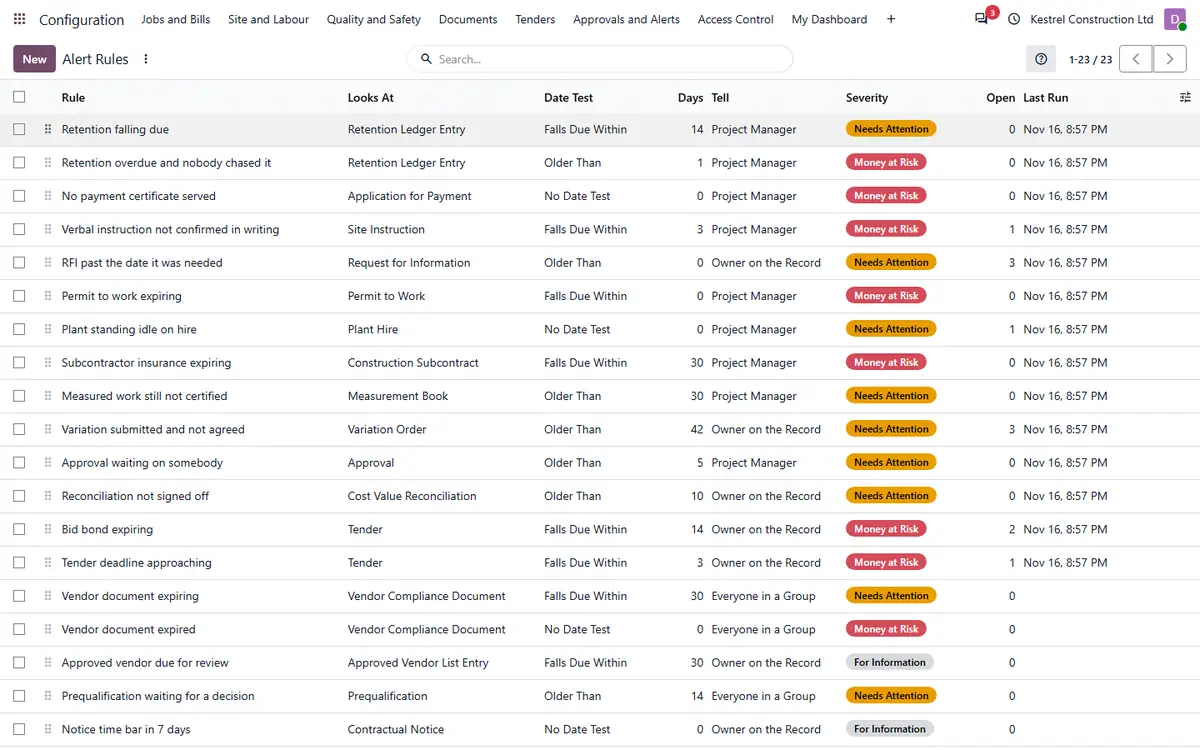 Configuration Jobs and Bills Site and Labour Quality and Safety Documents Tenders Approvals and Alerts Access Control My Dashboard + 3 Kestrel Construction Ltd D
New Alert Rules Search... 1-23 / 23
Rule Looks At Date Test Days Tell Severity Open Last Run
Retention falling due Retention Ledger Entry Falls Due Within 14 Project Manager Needs Attention 0 Nov 16, 8:57 PM
Retention overdue and nobody chased it Retention Ledger Entry Older Than 1 Project Manager Money at Risk 0 Nov 16, 8:57 PM
No payment certificate served Application for Payment No Date Test 0 Project Manager Money at Risk 0 Nov 16, 8:57 PM
Verbal instruction not confirmed in writing Site Instruction Falls Due Within 3 Project Manager Money at Risk 1 Nov 16, 8:57 PM
RFI past the date it was needed Request for Information Older Than 0 Owner on the Record Needs Attention 3 Nov 16, 8:57 PM
Permit to work expiring Permit to Work Falls Due Within 0 Project Manager Money at Risk 0 Nov 16, 8:57 PM
Plant standing idle on hire Plant Hire No Date Test 0 Project Manager Needs Attention 1 Nov 16, 8:57 PM
Subcontractor insurance expiring Construction Subcontract Falls Due Within 30 Project Manager Money at Risk 0 Nov 16, 8:57 PM
Measured work still not certified Measurement Book Older Than 30 Project Manager Needs Attention 0 Nov 16, 8:57 PM
Variation submitted and not agreed Variation Order Older Than 42 Owner on the Record Needs Attention 3 Nov 16, 8:57 PM
Approval waiting on somebody Approval Older Than 5 Project Manager Needs Attention 0 Nov 16, 8:57 PM
Reconciliation not signed off Cost Value Reconciliation Older Than 10 Owner on the Record Needs Attention 0 Nov 16, 8:57 PM
Bid bond expiring Tender Falls Due Within 14 Owner on the Record Money at Risk 2 Nov 16, 8:57 PM
Tender deadline approaching Tender Falls Due Within 3 Owner on the Record Money at Risk 1 Nov 16, 8:57 PM
Vendor document expiring Vendor Compliance Document Falls Due Within 30 Everyone in a Group Needs Attention 0
Vendor document expired Vendor Compliance Document No Date Test 0 Everyone in a Group Money at Risk 0
Approved vendor due for review Approved Vendor List Entry Falls Due Within 30 Owner on the Record For Information 0
Prequalification waiting for a decision Prequalification Older Than 14 Everyone in a Group Needs Attention 0
Notice time bar in 7 days Contractual Notice No Date Test 0 Owner on the Record For Information 0